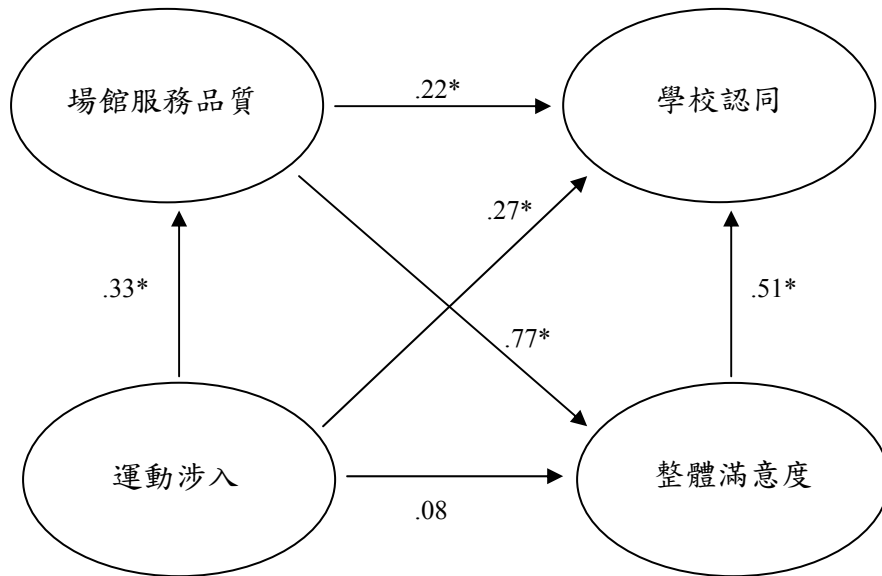 場館服務品質
.22*
學校認同
.27*
.33*
.51*
.77*
運動涉入
整體滿意度
.08